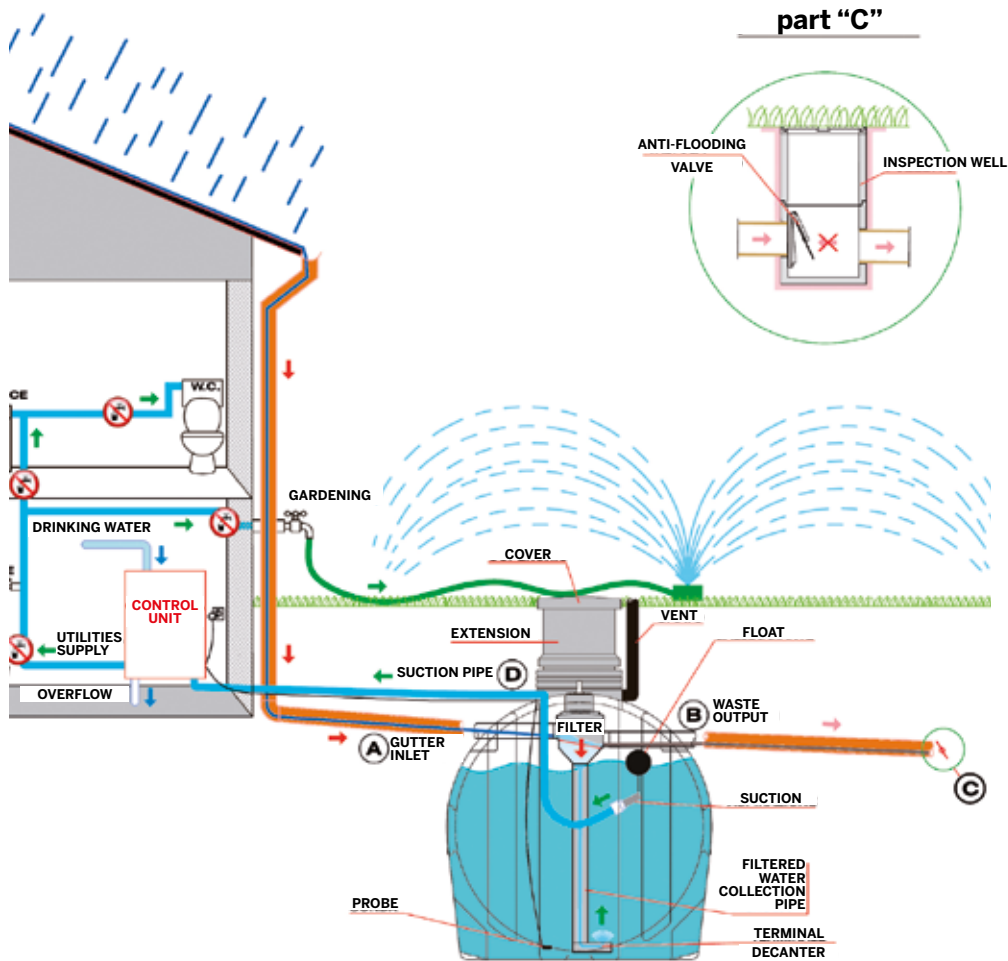 part “C”
ANTI-FLOODING
VALVE
INSPECTION WELL
CE
W.C.
GARDENING
DRINKING WATER
CONTROL
UNIT
UTILITIES
SUPPLY
OVERFLOW
COVER
EXTENSION
VENT
FLOAT
SUCTION PIPE D
FILTER
B WASTE
OUTPUT
A GUTTER
INLET
C
SUCTION
FILTERED
WATER
COLLECTION
PIPE
PROBE
TERMINAL
DECANTER